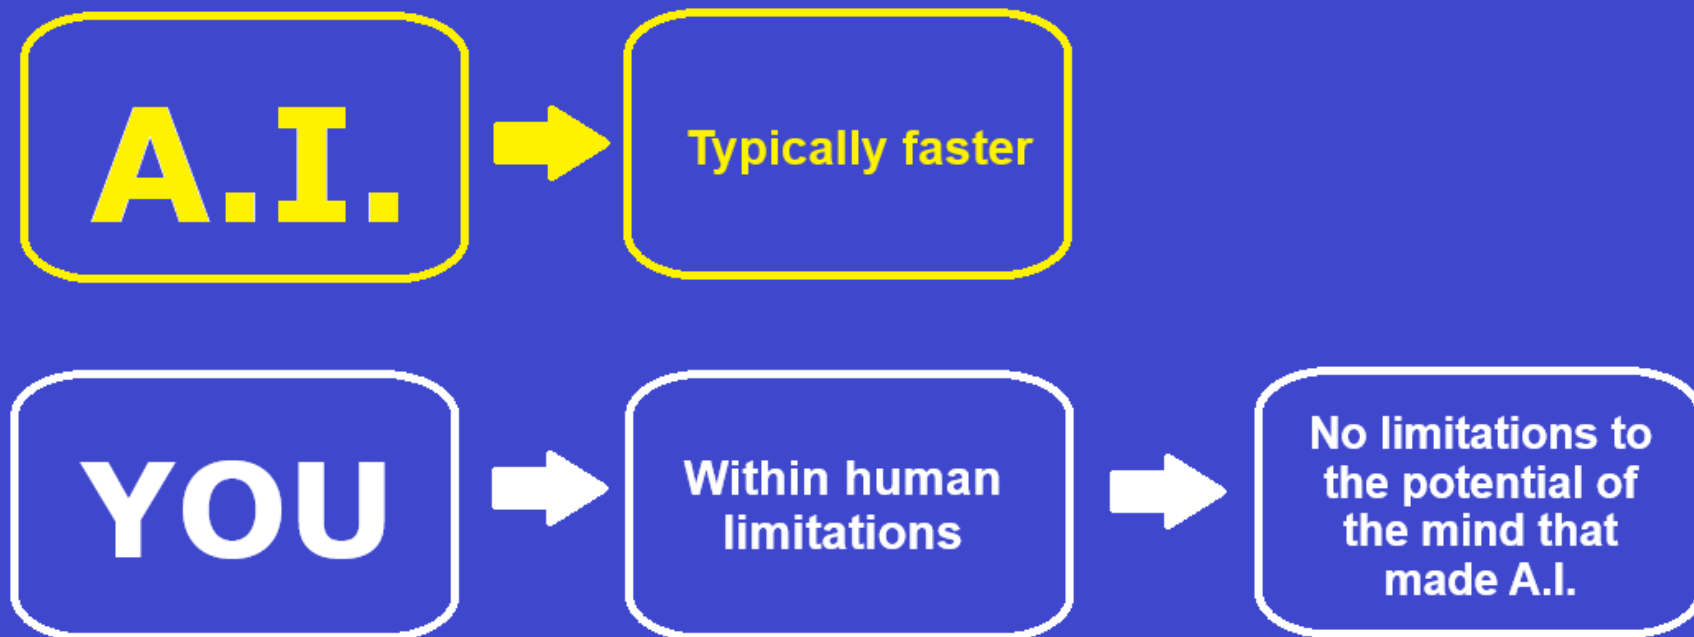 A.I.
Typically faster
YOU
Within human
limitations
No limitations to
the potential of
the mind that
made A.I.